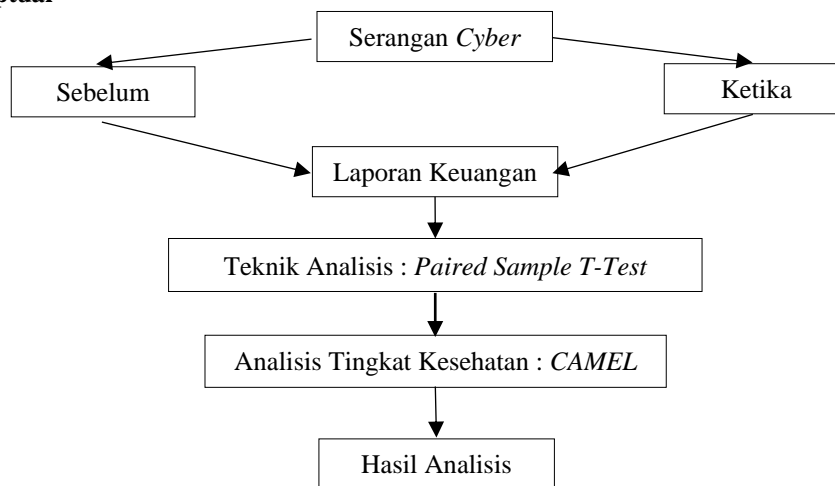 Serangan Cyber
Sebelum
Ketika
Laporan Keuangan
Teknik Analisis : Paired Sample T-Test
Analisis Tingkat Kesehatan : CAMEL
Hasil Analisis